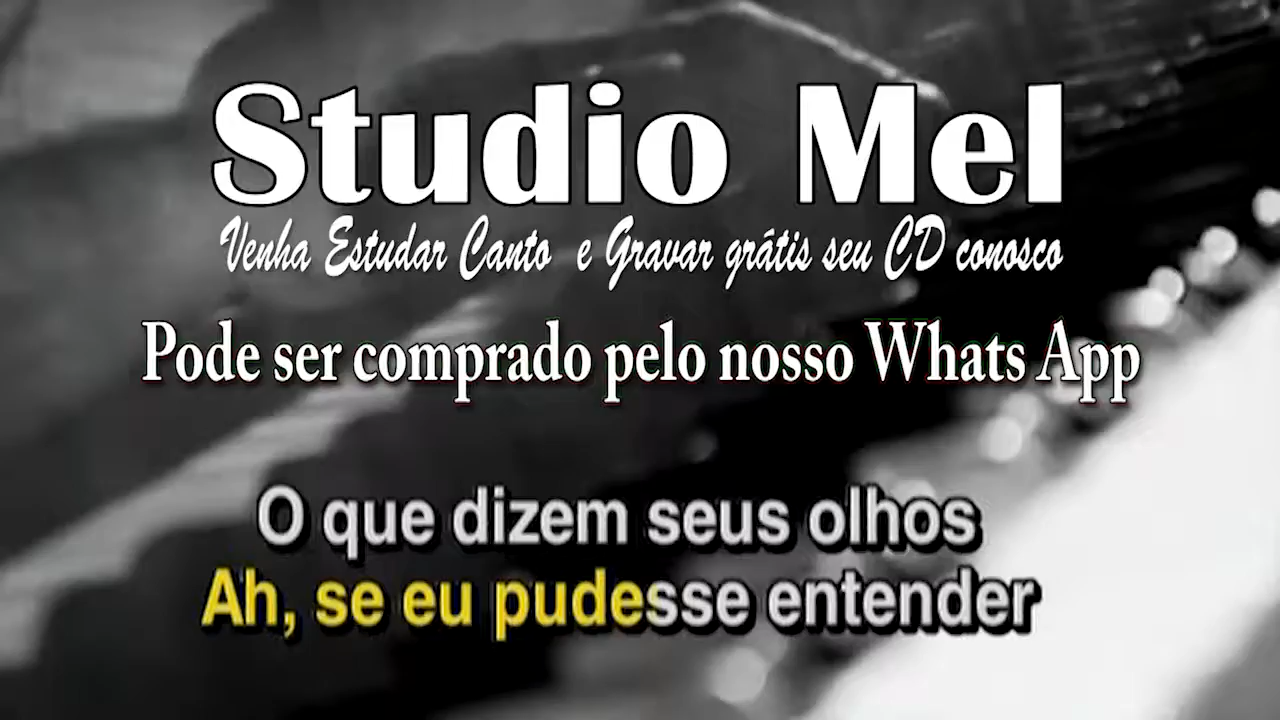 Studio Mel
Venha Estudar Canto e Gravar grátis seu CD conosco
Pode ser comprado pelo nosso Whats App
O que dizem seus olhos
Ah, se eu pudesse entender